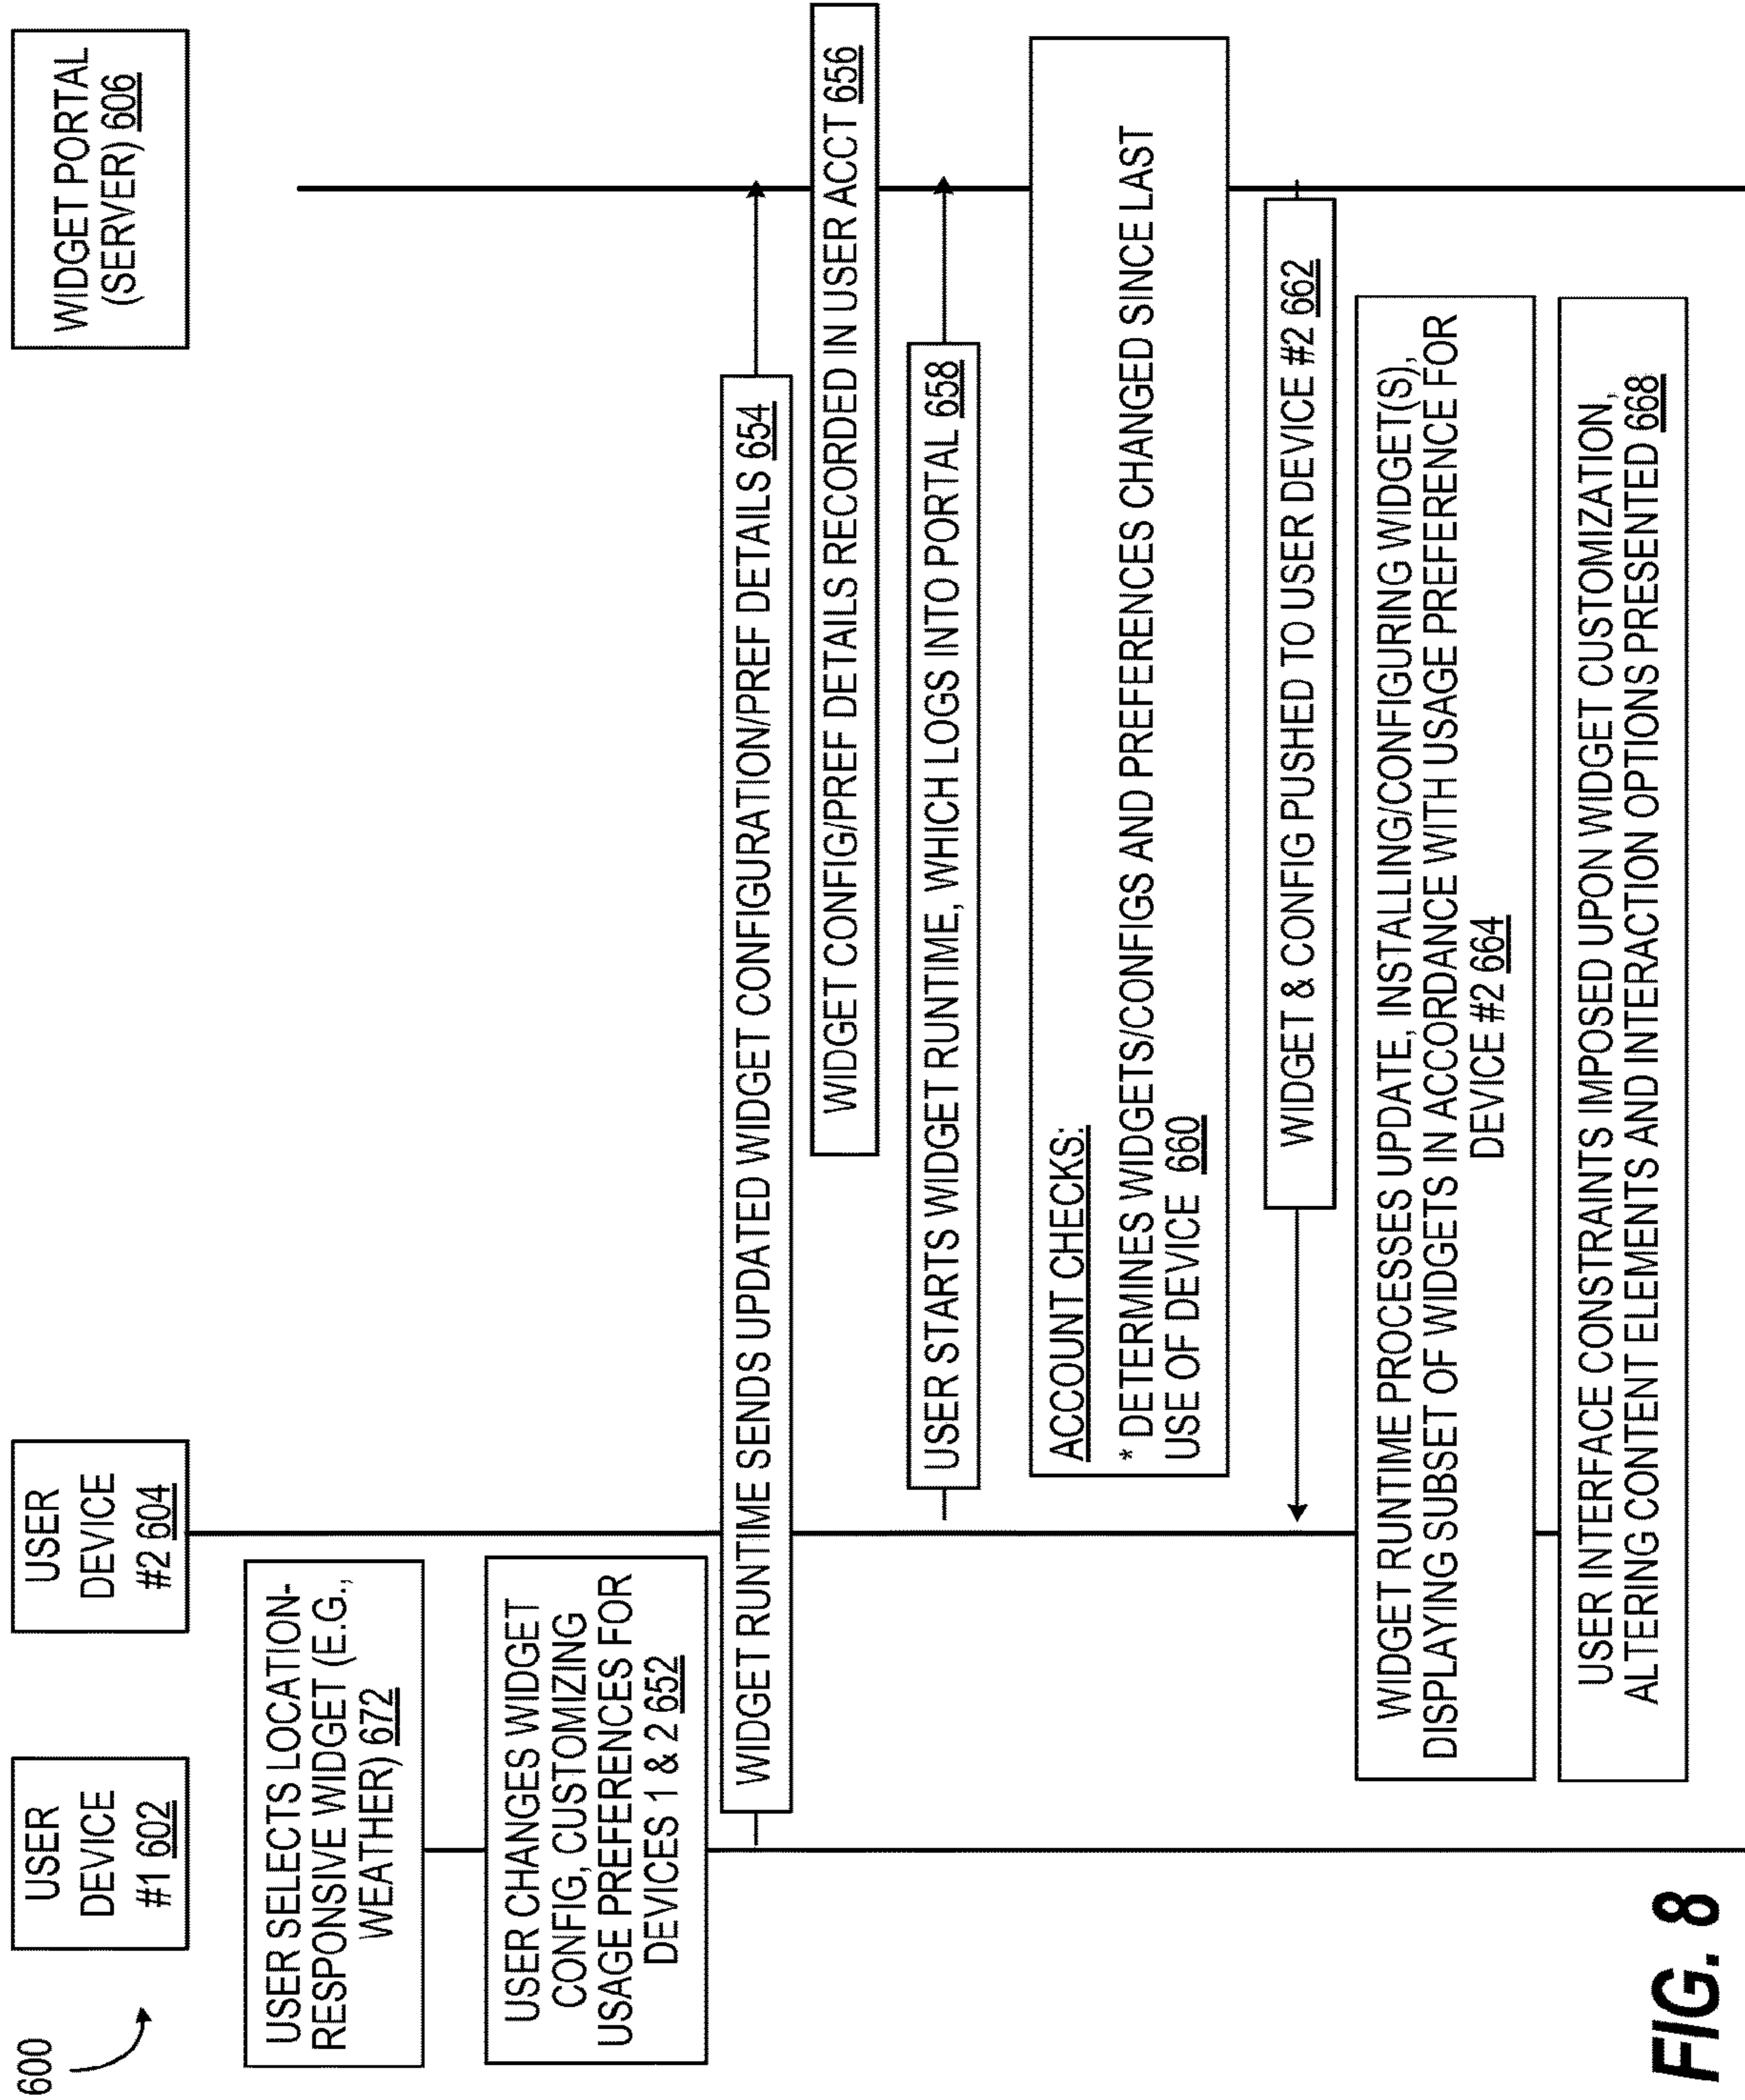 600
USER
DEVICE
#1 602
USER
DEVICE
#2 604
WIDGET PORTAL
(SERVER) 606
USER SELECTS LOCATION-
RESPONSIVE WIDGET (E.G.,
WEATHER) 672
USER CHANGES WIDGET
CONFIG, CUSTOMIZING
USAGE PREFERENCES FOR
DEVICES 1 & 2 652
WIDGET RUNTIME SENDS UPDATED WIDGET CONFIGURATION/PREF DETAILS 654
WIDGET CONFIG/PREF DETAILS RECORDED IN USER ACCT 656
USER STARTS WIDGET RUNTIME, WHICH LOGS INTO PORTAL 658
ACCOUNT CHECKS:
* DETERMINES WIDGETS/CONFIGS AND PREFERENCES CHANGED SINCE LAST
USE OF DEVICE 660
WIDGET & CONFIG PUSHED TO USER DEVICE #2 662
WIDGET RUNTIME PROCESSES UPDATE, INSTALLING/CONFIGURING WIDGET(S),
DISPLAYING SUBSET OF WIDGETS IN ACCORDANCE WITH USAGE PREFERENCE FOR
DEVICE #2 664
USER INTERFACE CONSTRAINTS IMPOSED UPON WIDGET CUSTOMIZATION,
ALTERING CONTENT ELEMENTS AND INTERACTION OPTIONS PRESENTED 668
FIG. 8